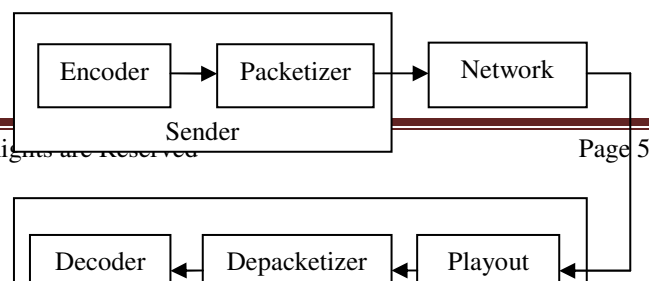 Encoder Packetizer Network
Sender
Page 5
Decoder Depacketizer Playout